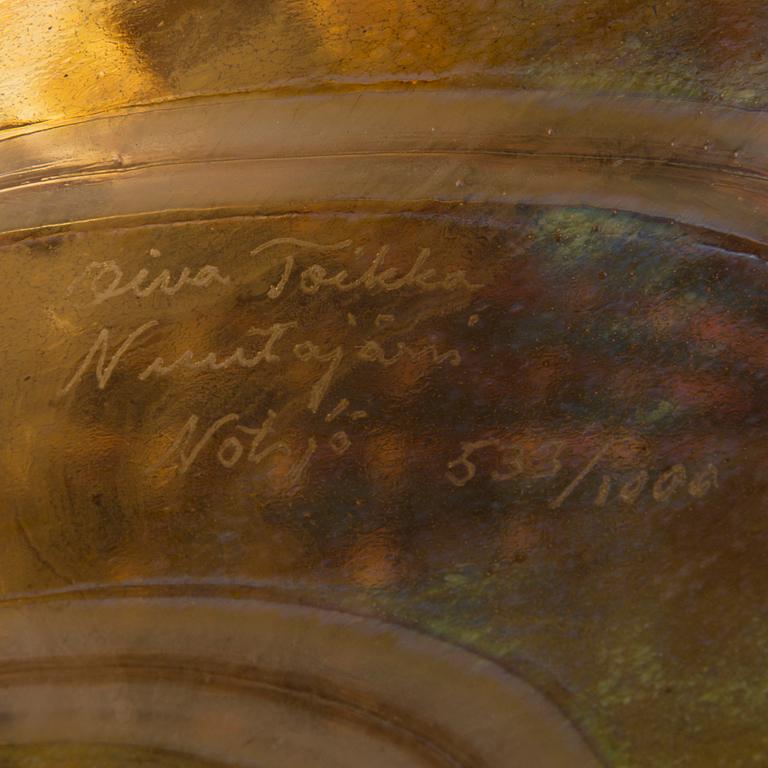 Oiva Toikka
Nuutajärvi
Notsjö 533/1000